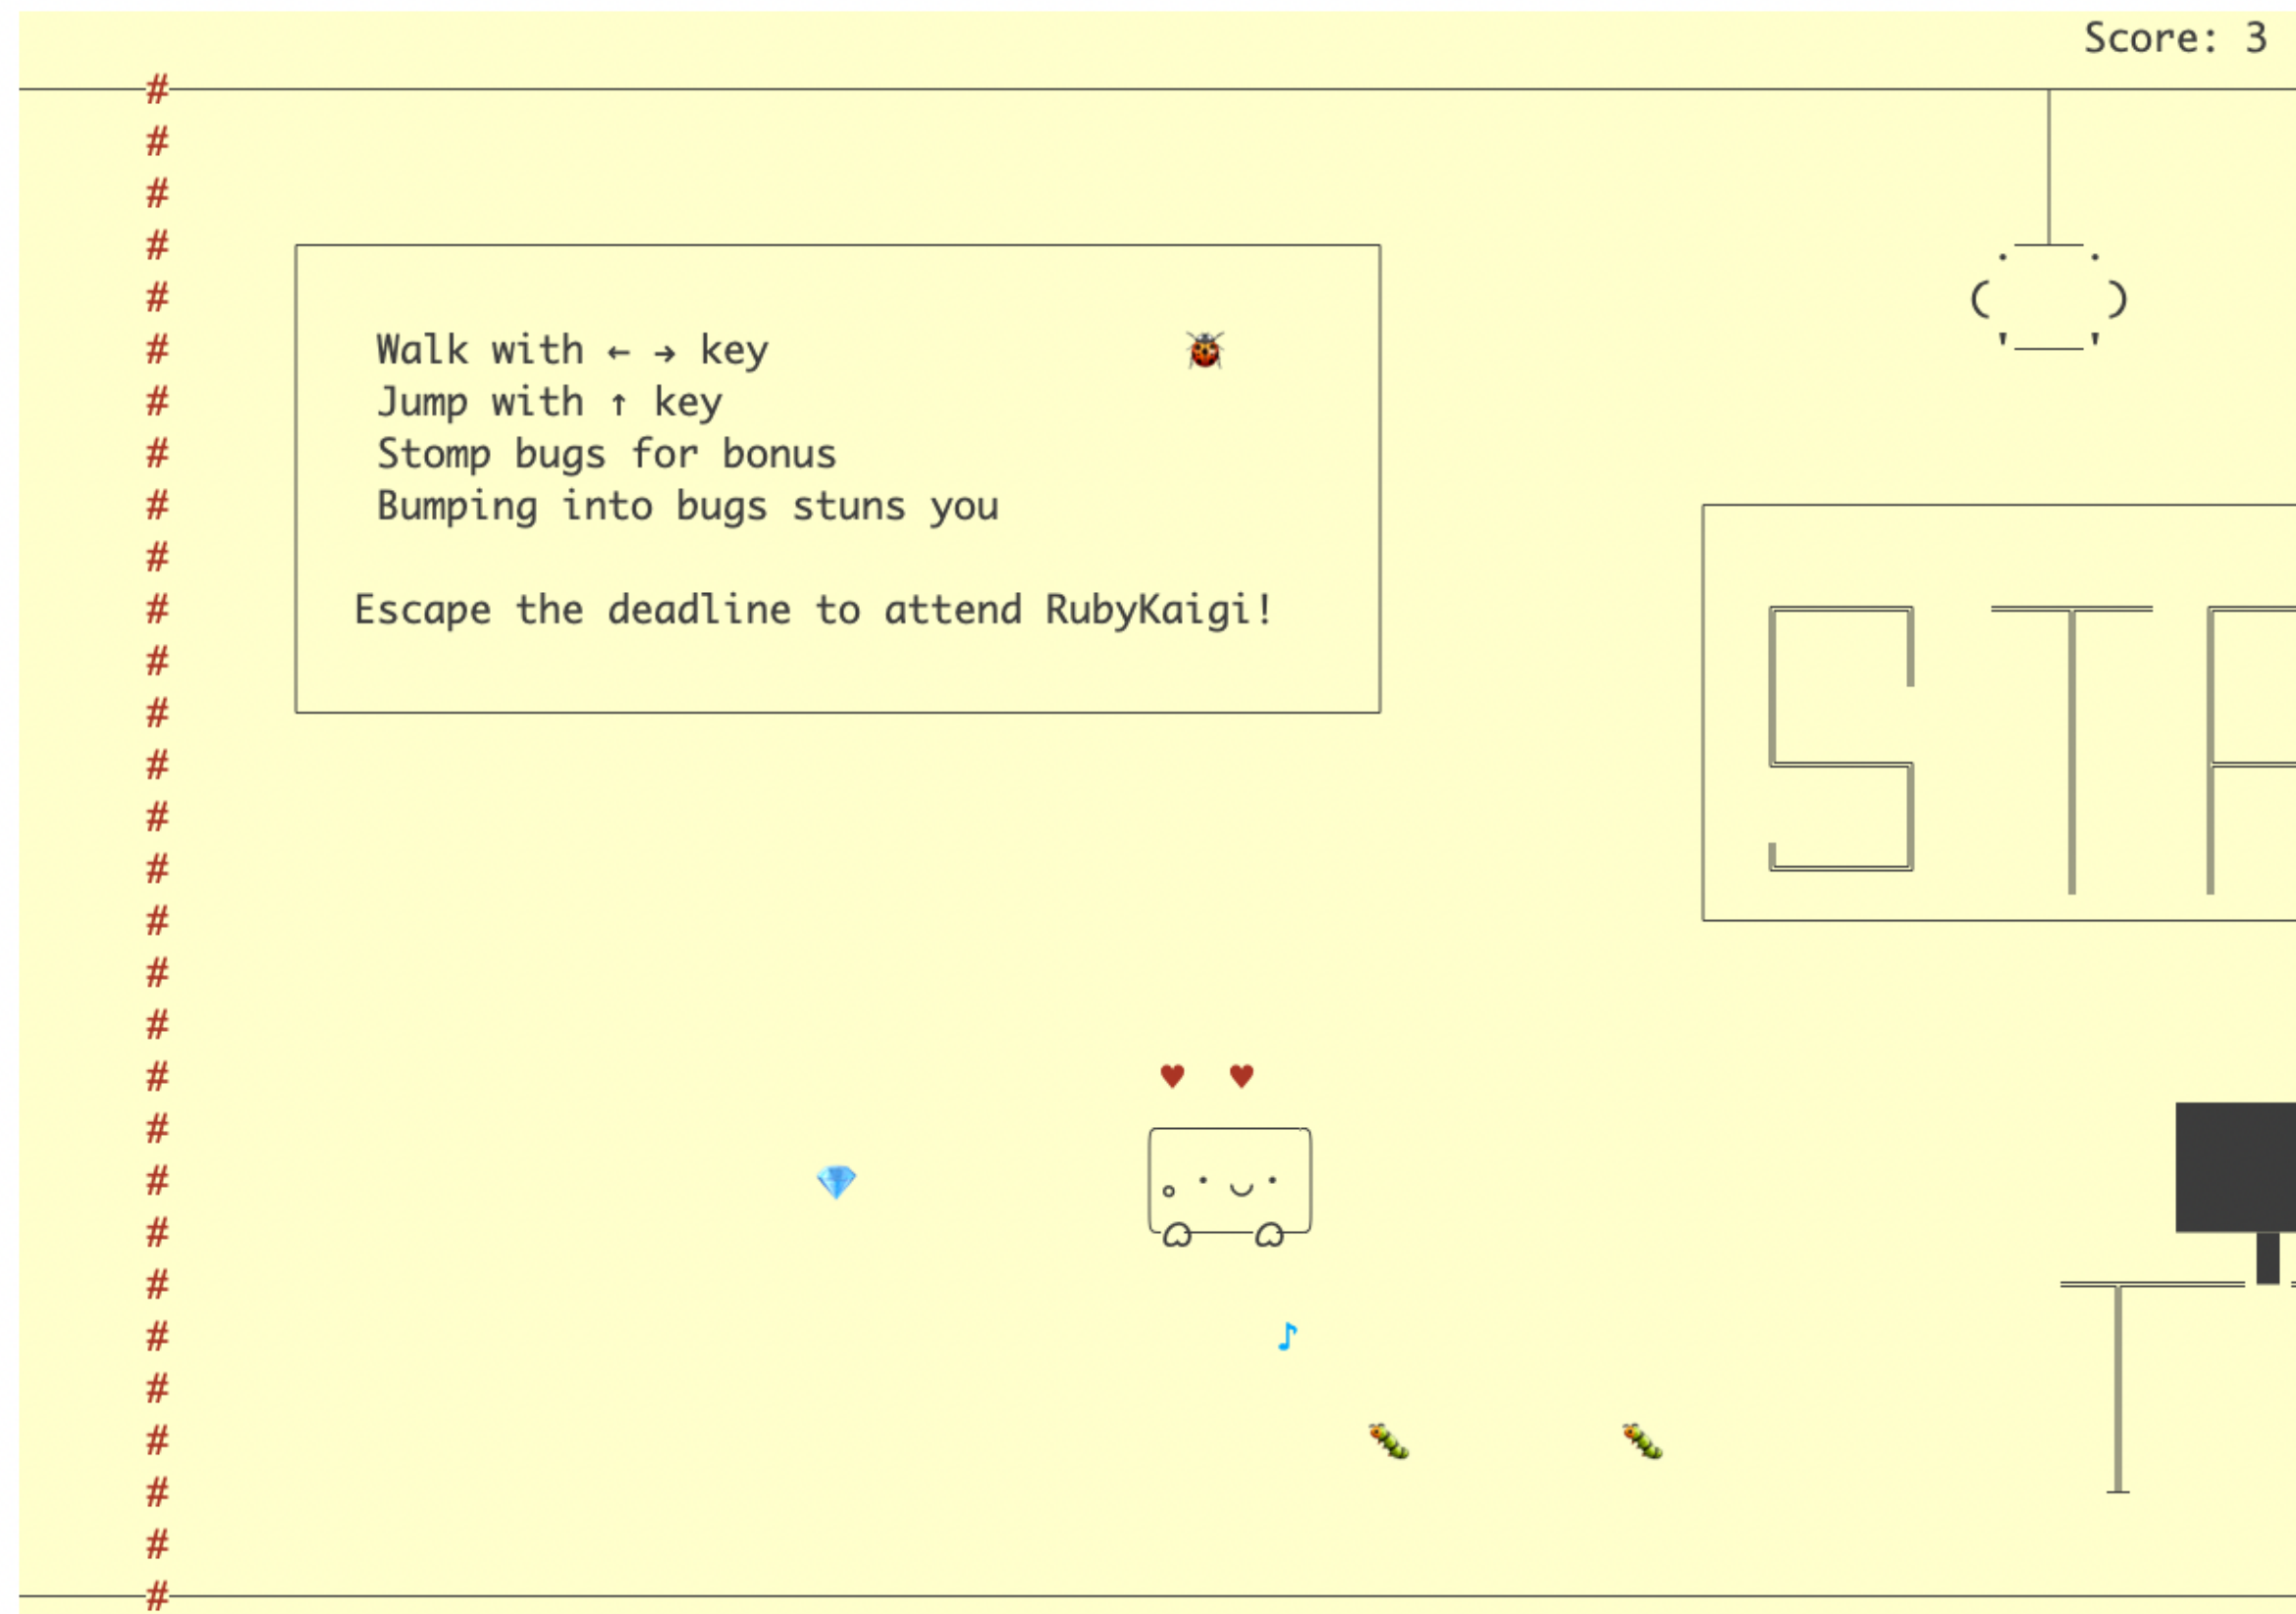 Score: 3
Walk with ← → key
Jump with ↑ key
Stomp bugs for bonus
Bumping into bugs stuns you
Escape the deadline to attend RubyKaigi!
ST